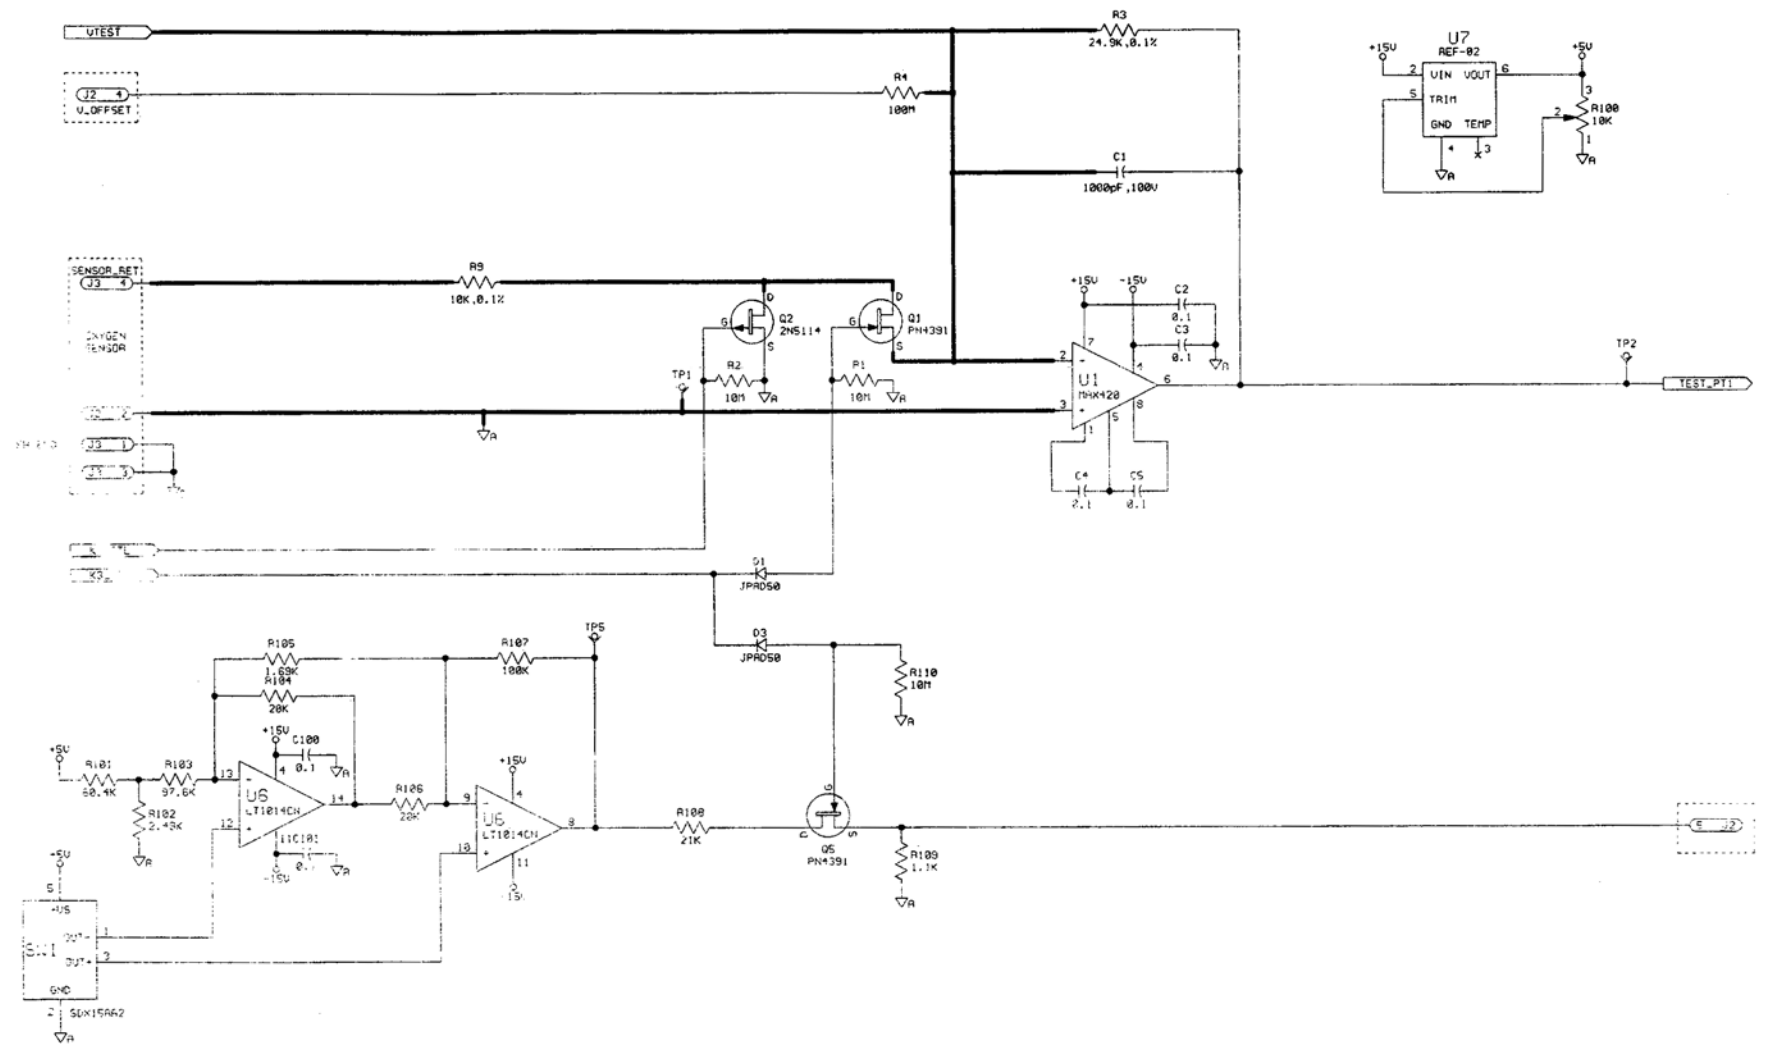 VTEST
R3
24.9K,0.1%
J2 4
V_OFFSET
R4
100M
U7
REF-02
+15V
+5V
2 VIN VOUT 6
5 TRIM
GND TEMP
4
3
A
3
2
1
R100
10K
A
C1
1000pF,100V
SENSOR_RET
J3 4
R9
10K,0.1%
OXYGEN
SENSOR
D
G
S
Q2
2N5114
D
G
S
Q1
PN4391
R2
10M
A
R1
10M
A
TP1
A
+15V
-15V
C2
0.1
C3
0.1
A
7
4
2 -
U1
MAX420
6
3 +
1
5
8
C4
0.1
C5
0.1
TP2
TEST_PT1
2
J3 1
J3 3
K3_
D1
JPAD50
D3
JPAD50
R110
10M
A
R105
1.69K
R104
20K
R107
100K
TP5
+15V
C100
0.1
A
+5V
R101
60.4K
R103
97.6K
R102
2.49K
A
13 -
4
U6
LT1014CN
14
12 +
11
C101
0.1
A
-15V
R106
20K
+15V
4
9 -
U6
LT1014CN
8
10 +
11
R108
21K
G
D
S
Q5
PN4391
R109
1.1K
A
5 J2
+5V
5
+VS
OUT- 1
SW1
OUT+ 3
GND
2
SDX15AA2
A